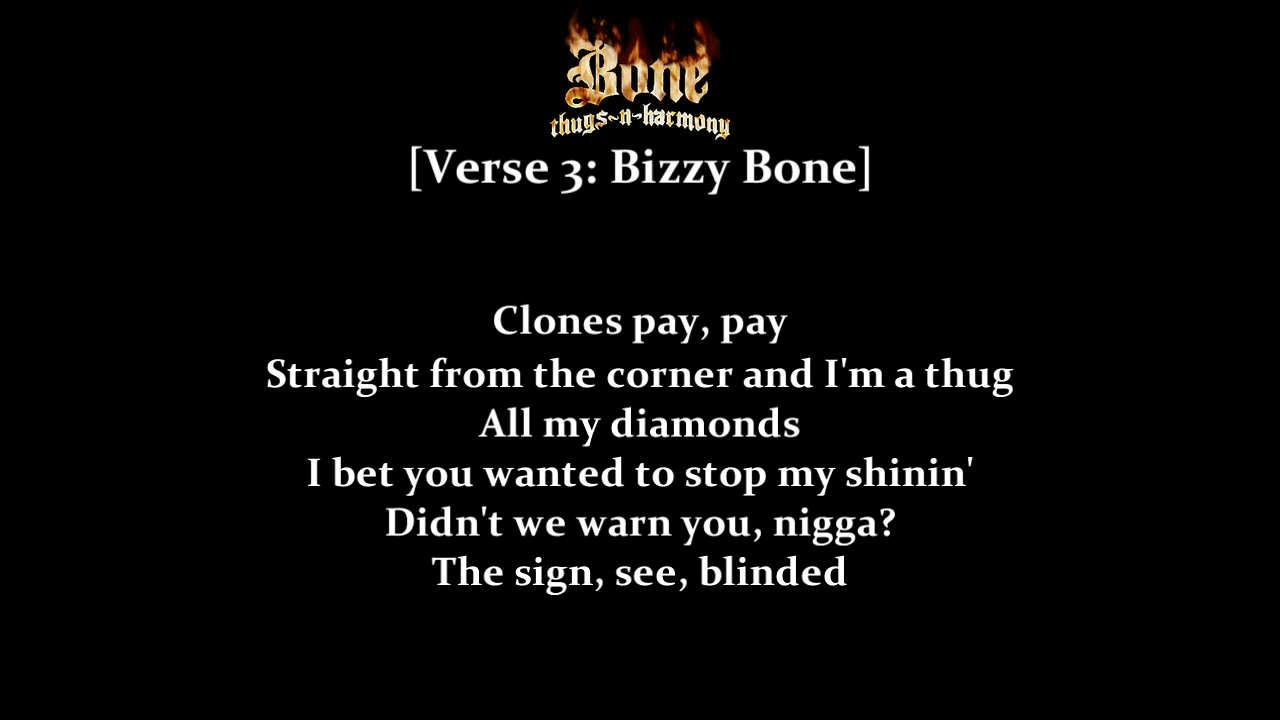 Bone
thugs~n~harmony
[Verse 3: Bizzy Bone]
Clones pay, pay
Straight from the corner and I'm a thug
All my diamonds
I bet you wanted to stop my shinin'
Didn't we warn you, nigga?
The sign, see, blinded